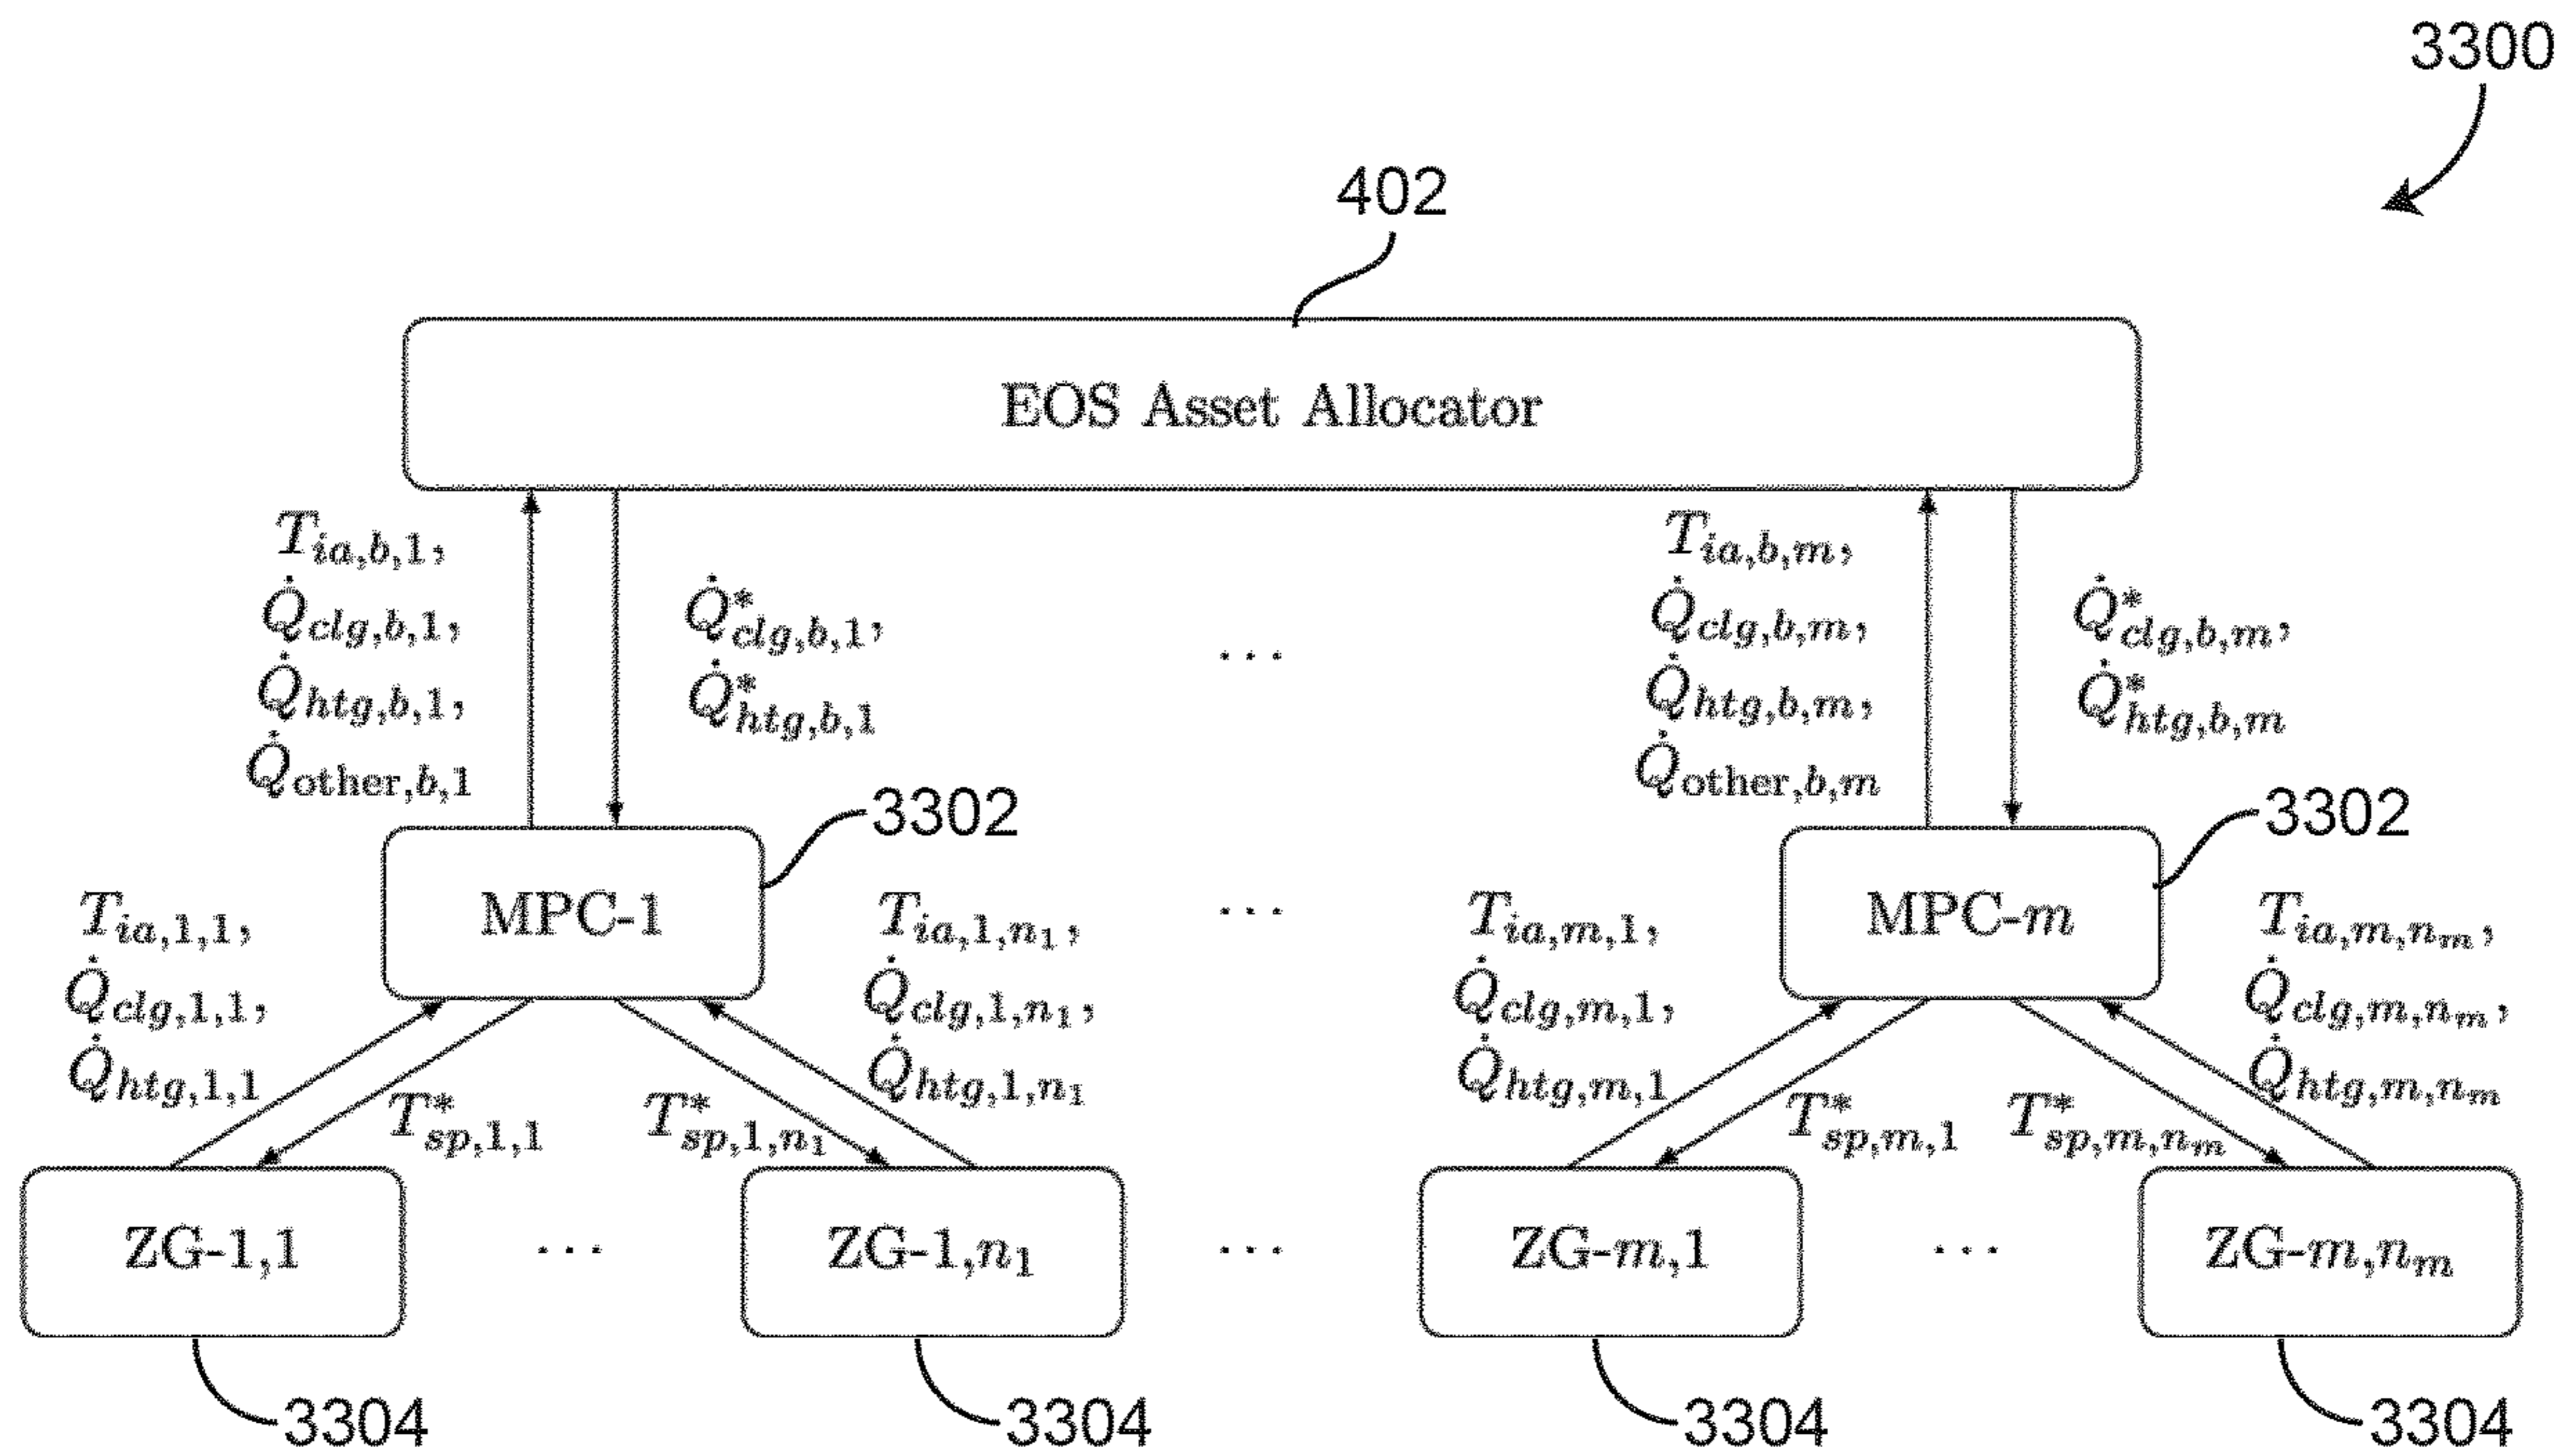 3300
402
EOS Asset Allocator
T_{ia,b,1},
Q̇_{clg,b,1},
Q̇_{htg,b,1},
Q̇_{other,b,1}
Q̇*_{clg,b,1},
Q̇*_{htg,b,1}
...
T_{ia,b,m},
Q̇_{clg,b,m},
Q̇_{htg,b,m},
Q̇_{other,b,m}
Q̇*_{clg,b,m},
Q̇*_{htg,b,m}
3302
3302
MPC-1
...
MPC-m
T_{ia,1,1},
Q̇_{clg,1,1},
Q̇_{htg,1,1}
T_{ia,1,n_1},
Q̇_{clg,1,n_1},
Q̇_{htg,1,n_1}
T_{ia,m,1},
Q̇_{clg,m,1},
Q̇_{htg,m,1}
T_{ia,m,n_m},
Q̇_{clg,m,n_m},
Q̇_{htg,m,n_m}
T*_{sp,1,1}
T*_{sp,1,n_1}
T*_{sp,m,1}
T*_{sp,m,n_m}
ZG-1,1
...
ZG-1,n_1
...
ZG-m,1
...
ZG-m,n_m
3304
3304
3304
3304